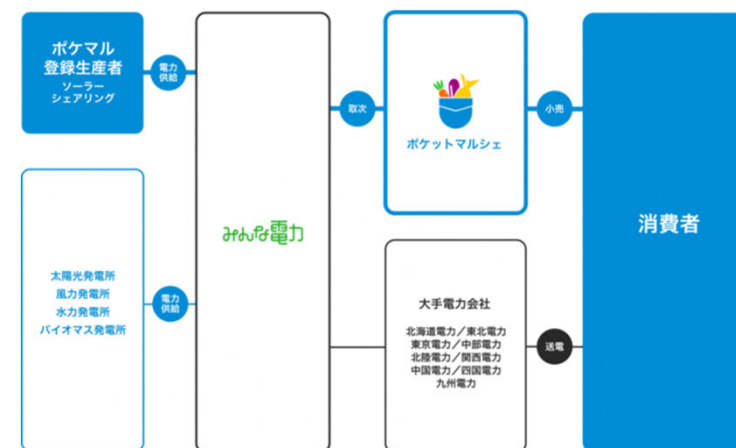 ポケマル
登録生産者
ソーラー
シェアリング
電力
供給
太陽光発電所
風力発電所
水力発電所
バイオマス発電所
電力
供給
みんな電力
取次
ポケットマルシェ
小売
大手電力会社
北海道電力／東北電力
東京電力／中部電力
北陸電力／関西電力
中国電力／四国電力
九州電力
送電
消費者